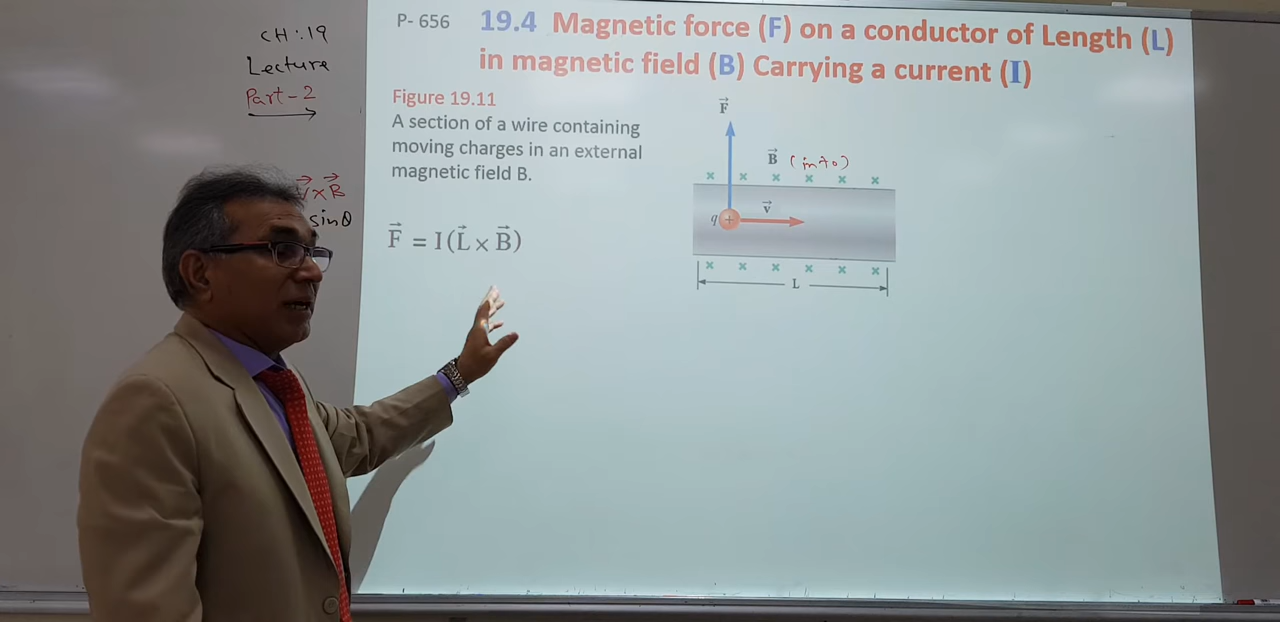 CH:19
Lecture
Part-2
V⃗ × B⃗
sinθ
P- 656
19.4 Magnetic force (F) on a conductor of Length (L)
in magnetic field (B) Carrying a current (I)
Figure 19.11
A section of a wire containing
moving charges in an external
magnetic field B.
F⃗ = I(L⃗ × B⃗)
F⃗
B⃗ (into)
× × × × × ×
v⃗
q +
× × × × × ×
L